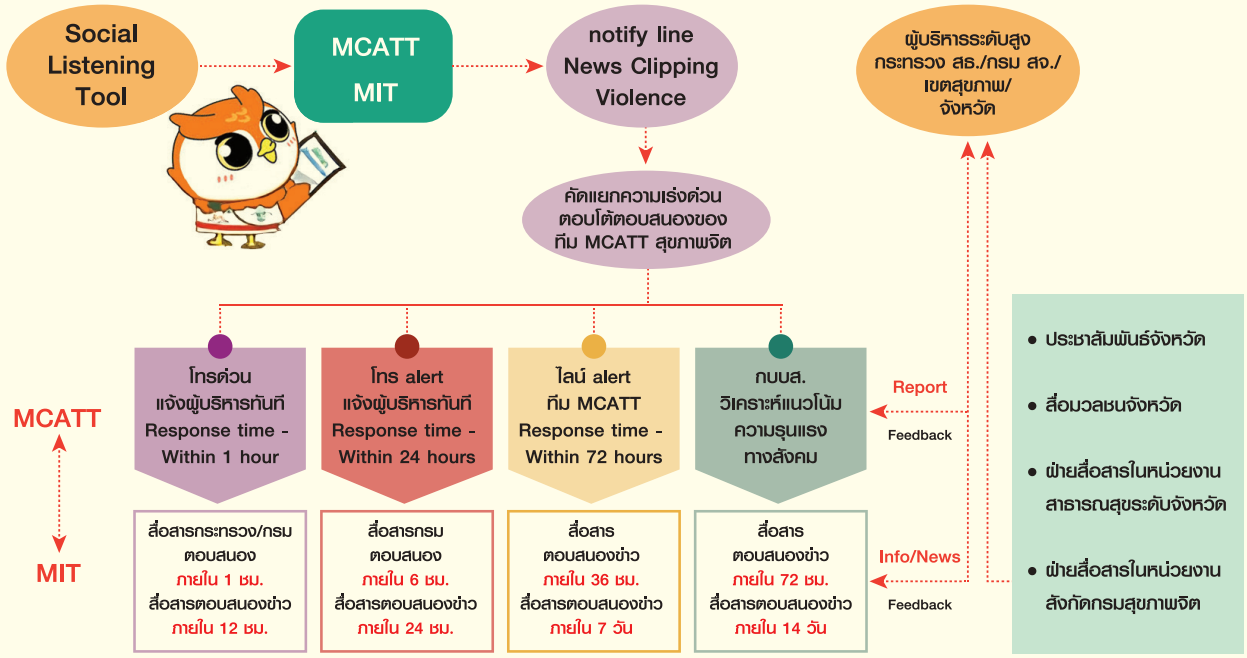 Social
Listening
Tool
MCATT
MIT
notify line
News Clipping
Violence
ผู้บริหารระดับสูง
กระทรวง สธ./กรม สจ./
เขตสุขภาพ/
จังหวัด
คัดแยกความเร่งด่วน
ตอบโต้ตอบสนองของ
ทีม MCATT สุขภาพจิต
MCATT
MIT
โทรด่วน
แจ้งผู้บริหารทันที
Response time -
Within 1 hour
โทร alert
แจ้งผู้บริหารทันที
Response time -
Within 24 hours
ไลน์ alert
ทีม MCATT
Response time -
Within 72 hours
กบบส.
วิเคราะห์แนวโน้ม
ความรุนแรง
ทางสังคม
สื่อสารกระทรวง/กรม
ตอบสนอง
ภายใน 1 ชม.
สื่อสารตอบสนองข่าว
ภายใน 12 ชม.
สื่อสารกรม
ตอบสนอง
ภายใน 6 ชม.
สื่อสารตอบสนองข่าว
ภายใน 24 ชม.
สื่อสาร
ตอบสนองข่าว
ภายใน 36 ชม.
สื่อสารตอบสนองข่าว
ภายใน 7 วัน
สื่อสาร
ตอบสนองข่าว
ภายใน 72 ชม.
สื่อสารตอบสนองข่าว
ภายใน 14 วัน
Report
Feedback
Info/News
Feedback
• ประชาสัมพันธ์จังหวัด
• สื่อมวลชนจังหวัด
• ฝ่ายสื่อสารในหน่วยงาน
สาธารณสุขระดับจังหวัด
• ฝ่ายสื่อสารในหน่วยงาน
สังกัดกรมสุขภาพจิต